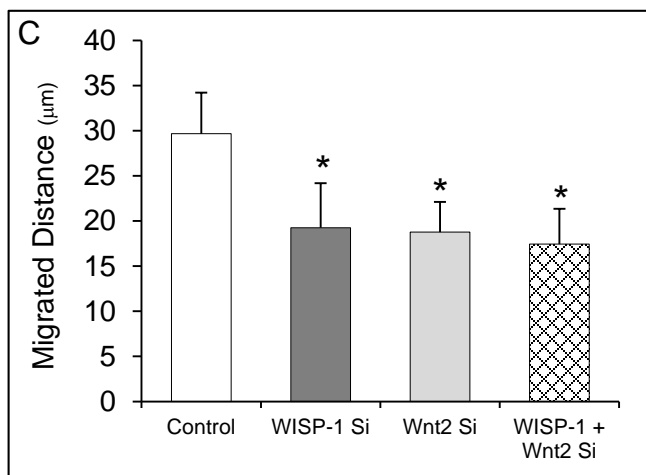 C
40
35
30
25
20
15
10
5
0
Migrated Distance (μm)
*
*
*
Control
WISP-1 Si
Wnt2 Si
WISP-1 +
Wnt2 Si